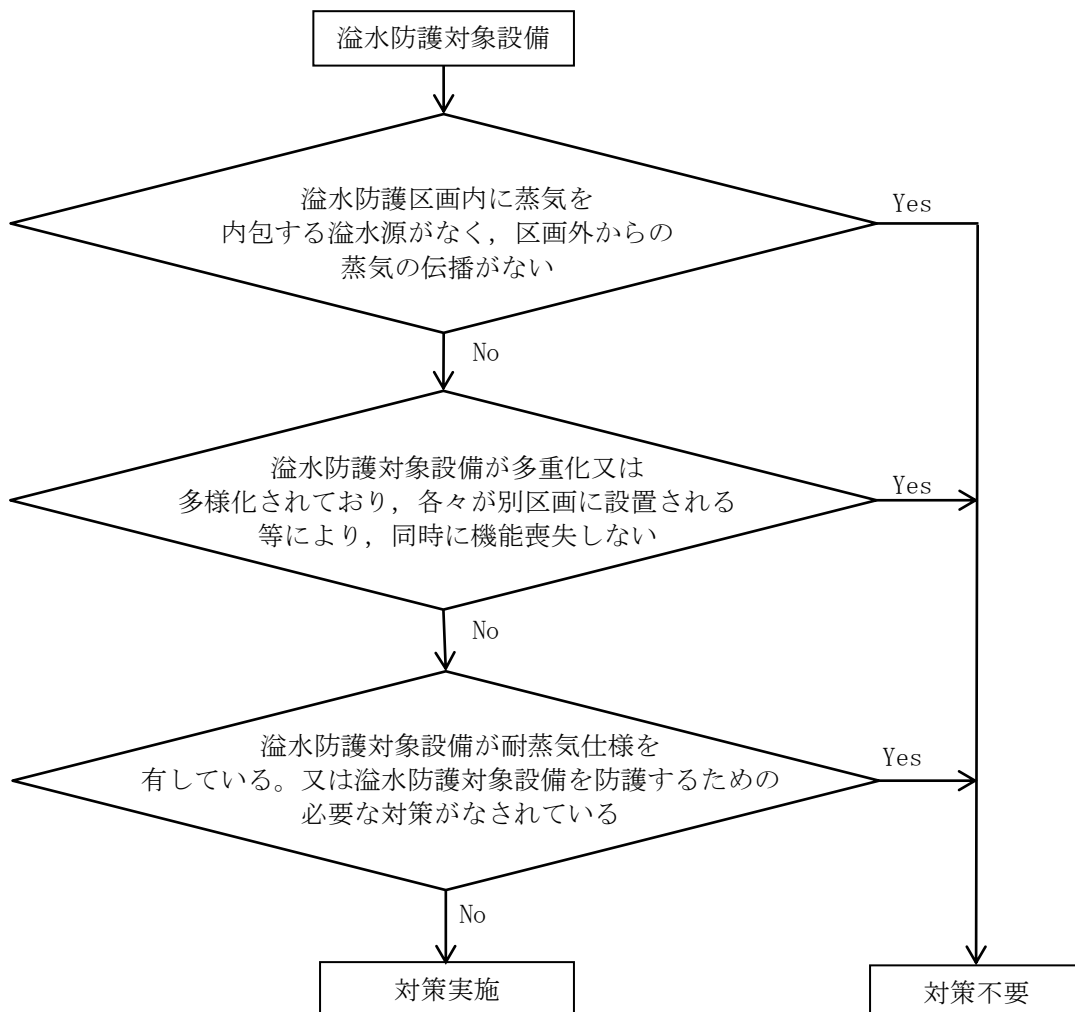 溢水防護対象設備
溢水防護区画内に蒸気を
内包する溢水源がなく，区画外からの
蒸気の伝播がない
Yes
No
溢水防護対象設備が多重化又は
多様化されており，各々が別区画に設置される
等により，同時に機能喪失しない
Yes
No
溢水防護対象設備が耐蒸気仕様を
有している。又は溢水防護対象設備を防護するための
必要な対策がなされている
Yes
No
対策実施
対策不要